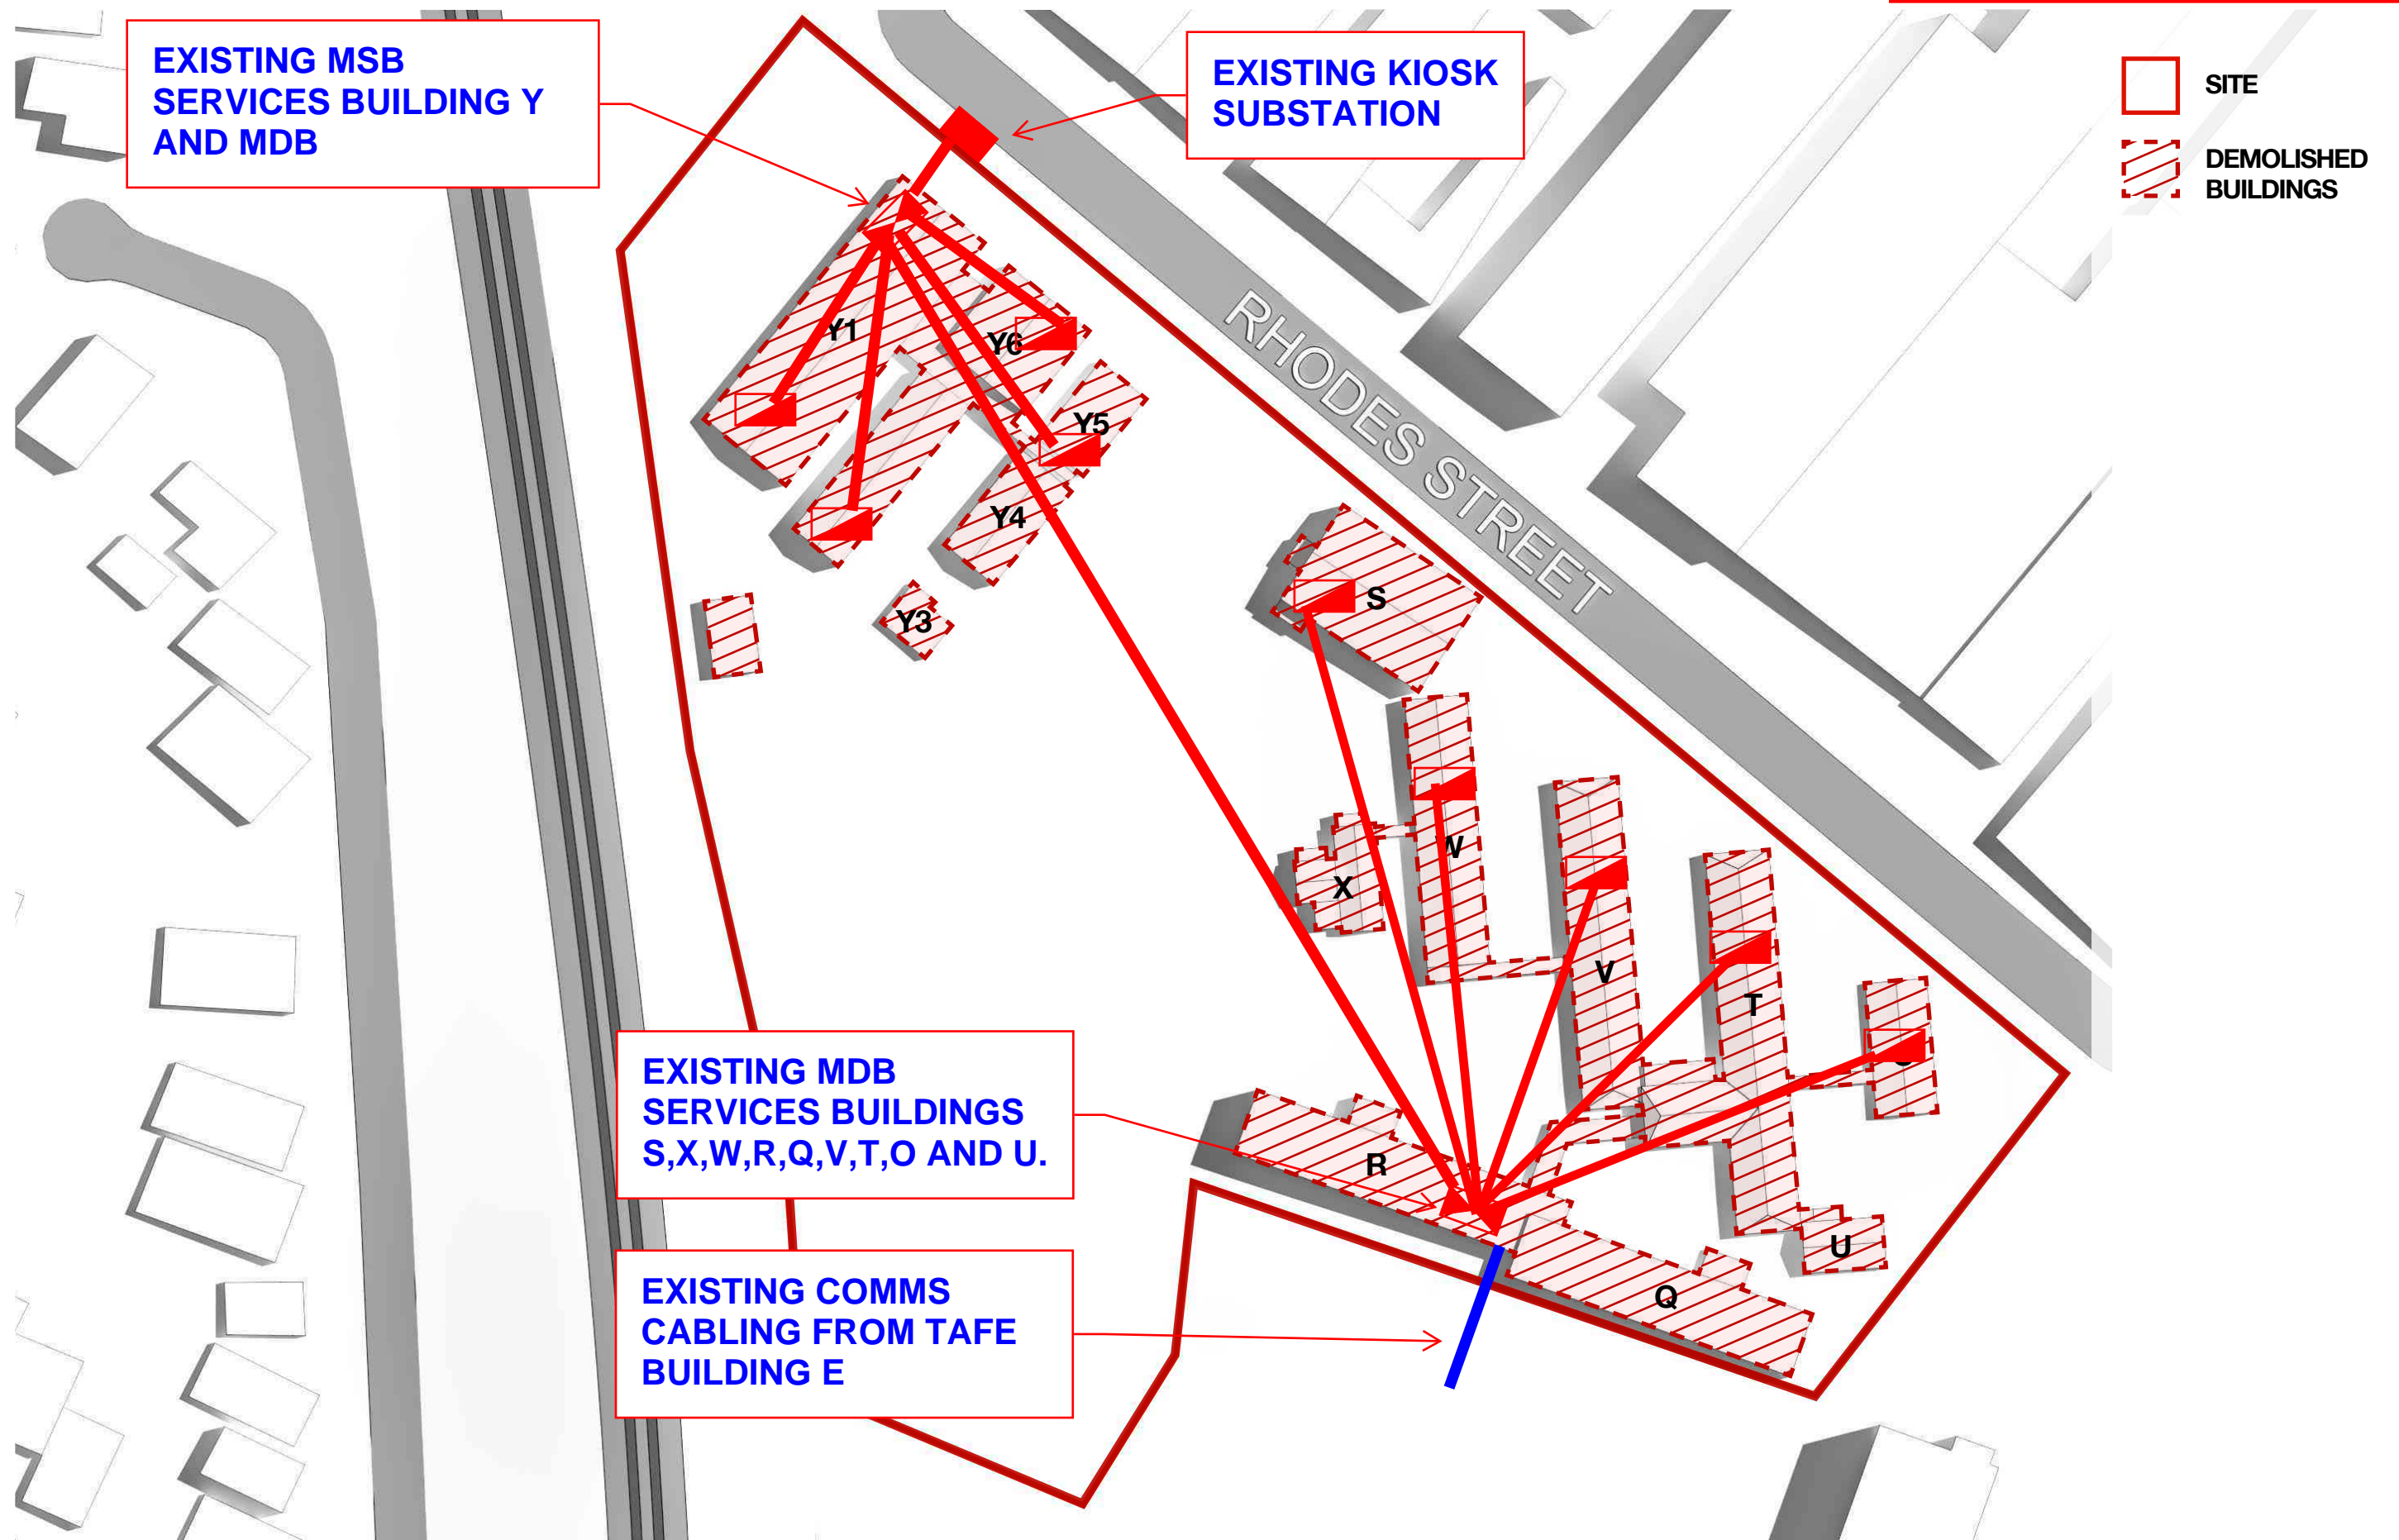 EXISTING MSB
SERVICES BUILDING Y
AND MDB
EXISTING KIOSK
SUBSTATION
SITE
DEMOLISHED
BUILDINGS
RHODES STREET
Y1
Y6
Y5
Y4
Y3
S
W
X
V
T
R
U
Q
EXISTING MDB
SERVICES BUILDINGS
S,X,W,R,Q,V,T,O AND U.
EXISTING COMMS
CABLING FROM TAFE
BUILDING E